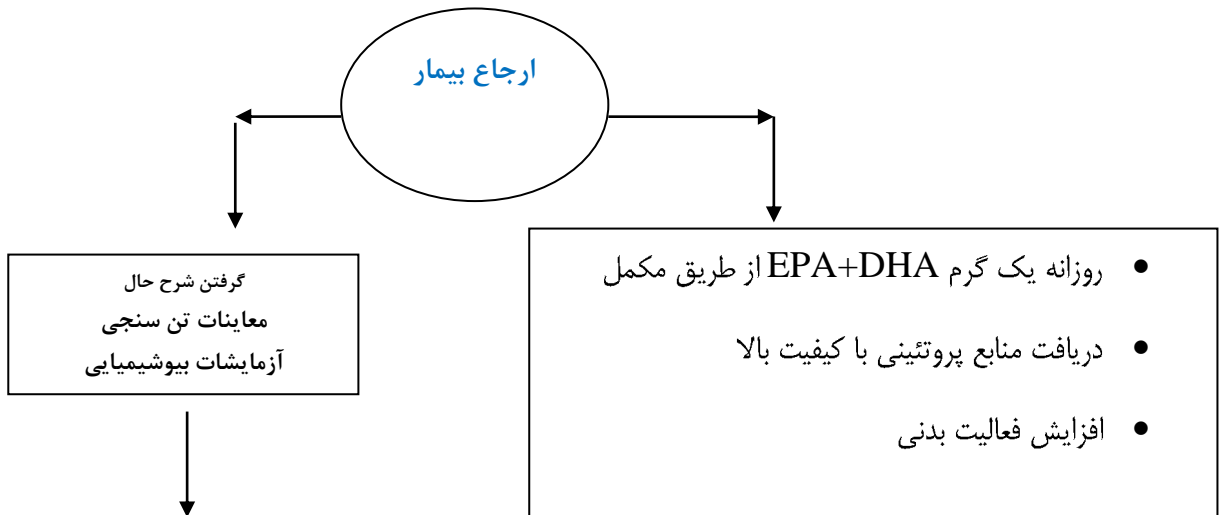 ارجاع بیمار
روزانه یک گرم EPA+DHA از طریق مکمل
دریافت منابع پروتئینی با کیفیت بالا
افزایش فعالیت بدنی
گرفتن شرح حال
معاینات تن سنجی
آزمایشات بیوشیمیایی